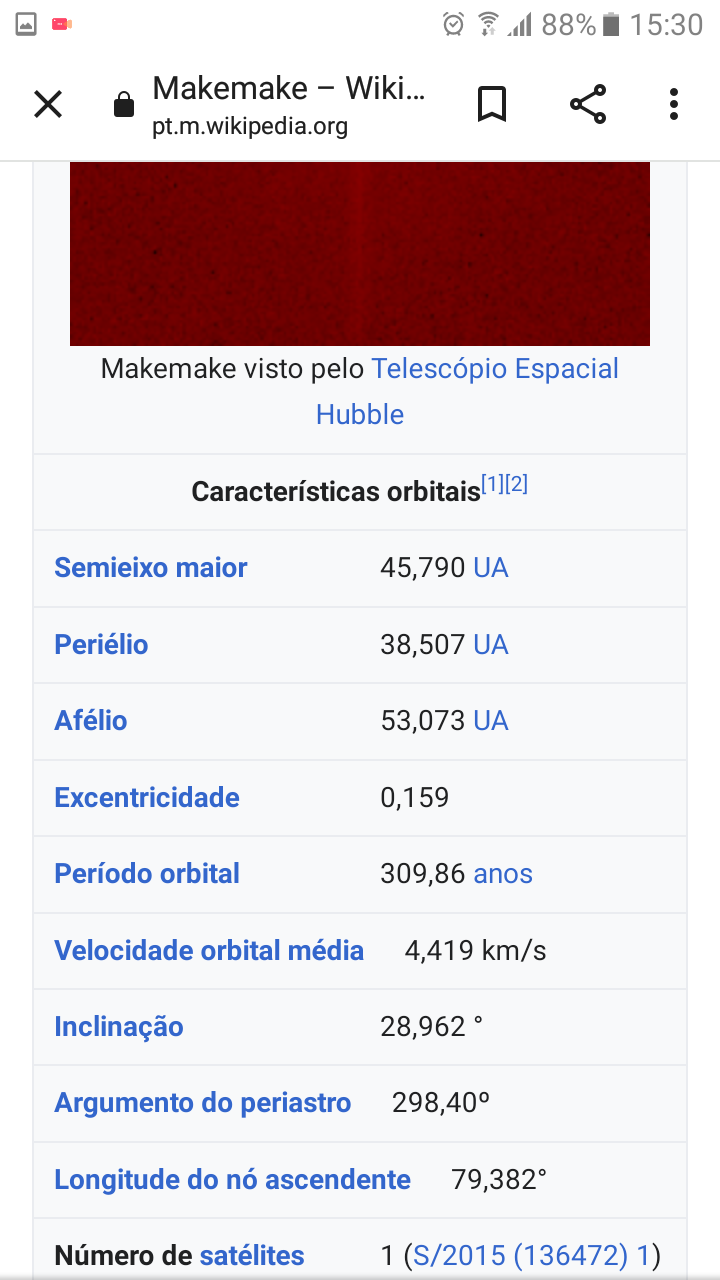 88% 15:30
Makemake – Wiki...
pt.m.wikipedia.org
Makemake visto pelo Telescópio Espacial
Hubble
Características orbitais[1][2]
Semieixo maior 45,790 UA
Periélio 38,507 UA
Afélio 53,073 UA
Excentricidade 0,159
Período orbital 309,86 anos
Velocidade orbital média 4,419 km/s
Inclinação 28,962 °
Argumento do periastro 298,40º
Longitude do nó ascendente 79,382°
Número de satélites 1 (S/2015 (136472) 1)